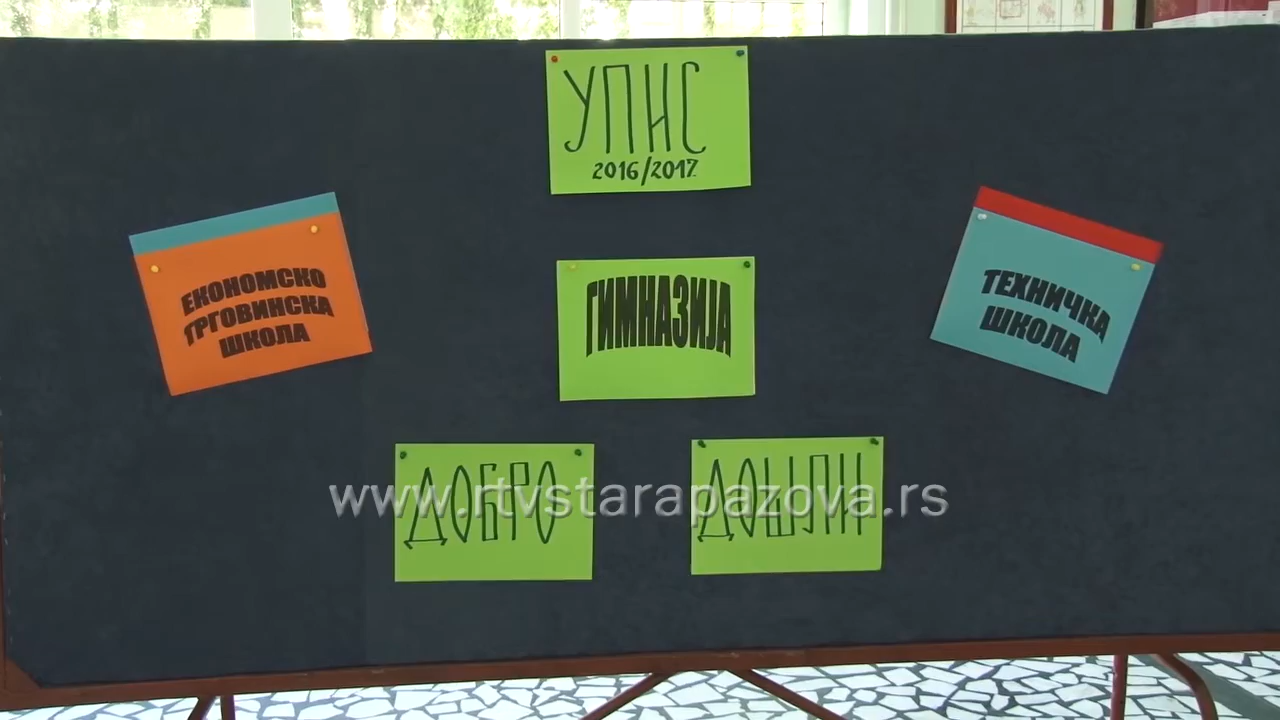 УПИС
2016/2017.
ЕКОНОМСКО
ТРГОВИНСКА
ШКОЛА
ГИМНАЗИЈА
ТЕХНИЧКА
ШКОЛА
ДОБРО ДОШЛИ
www.rtvstarapazova.rs